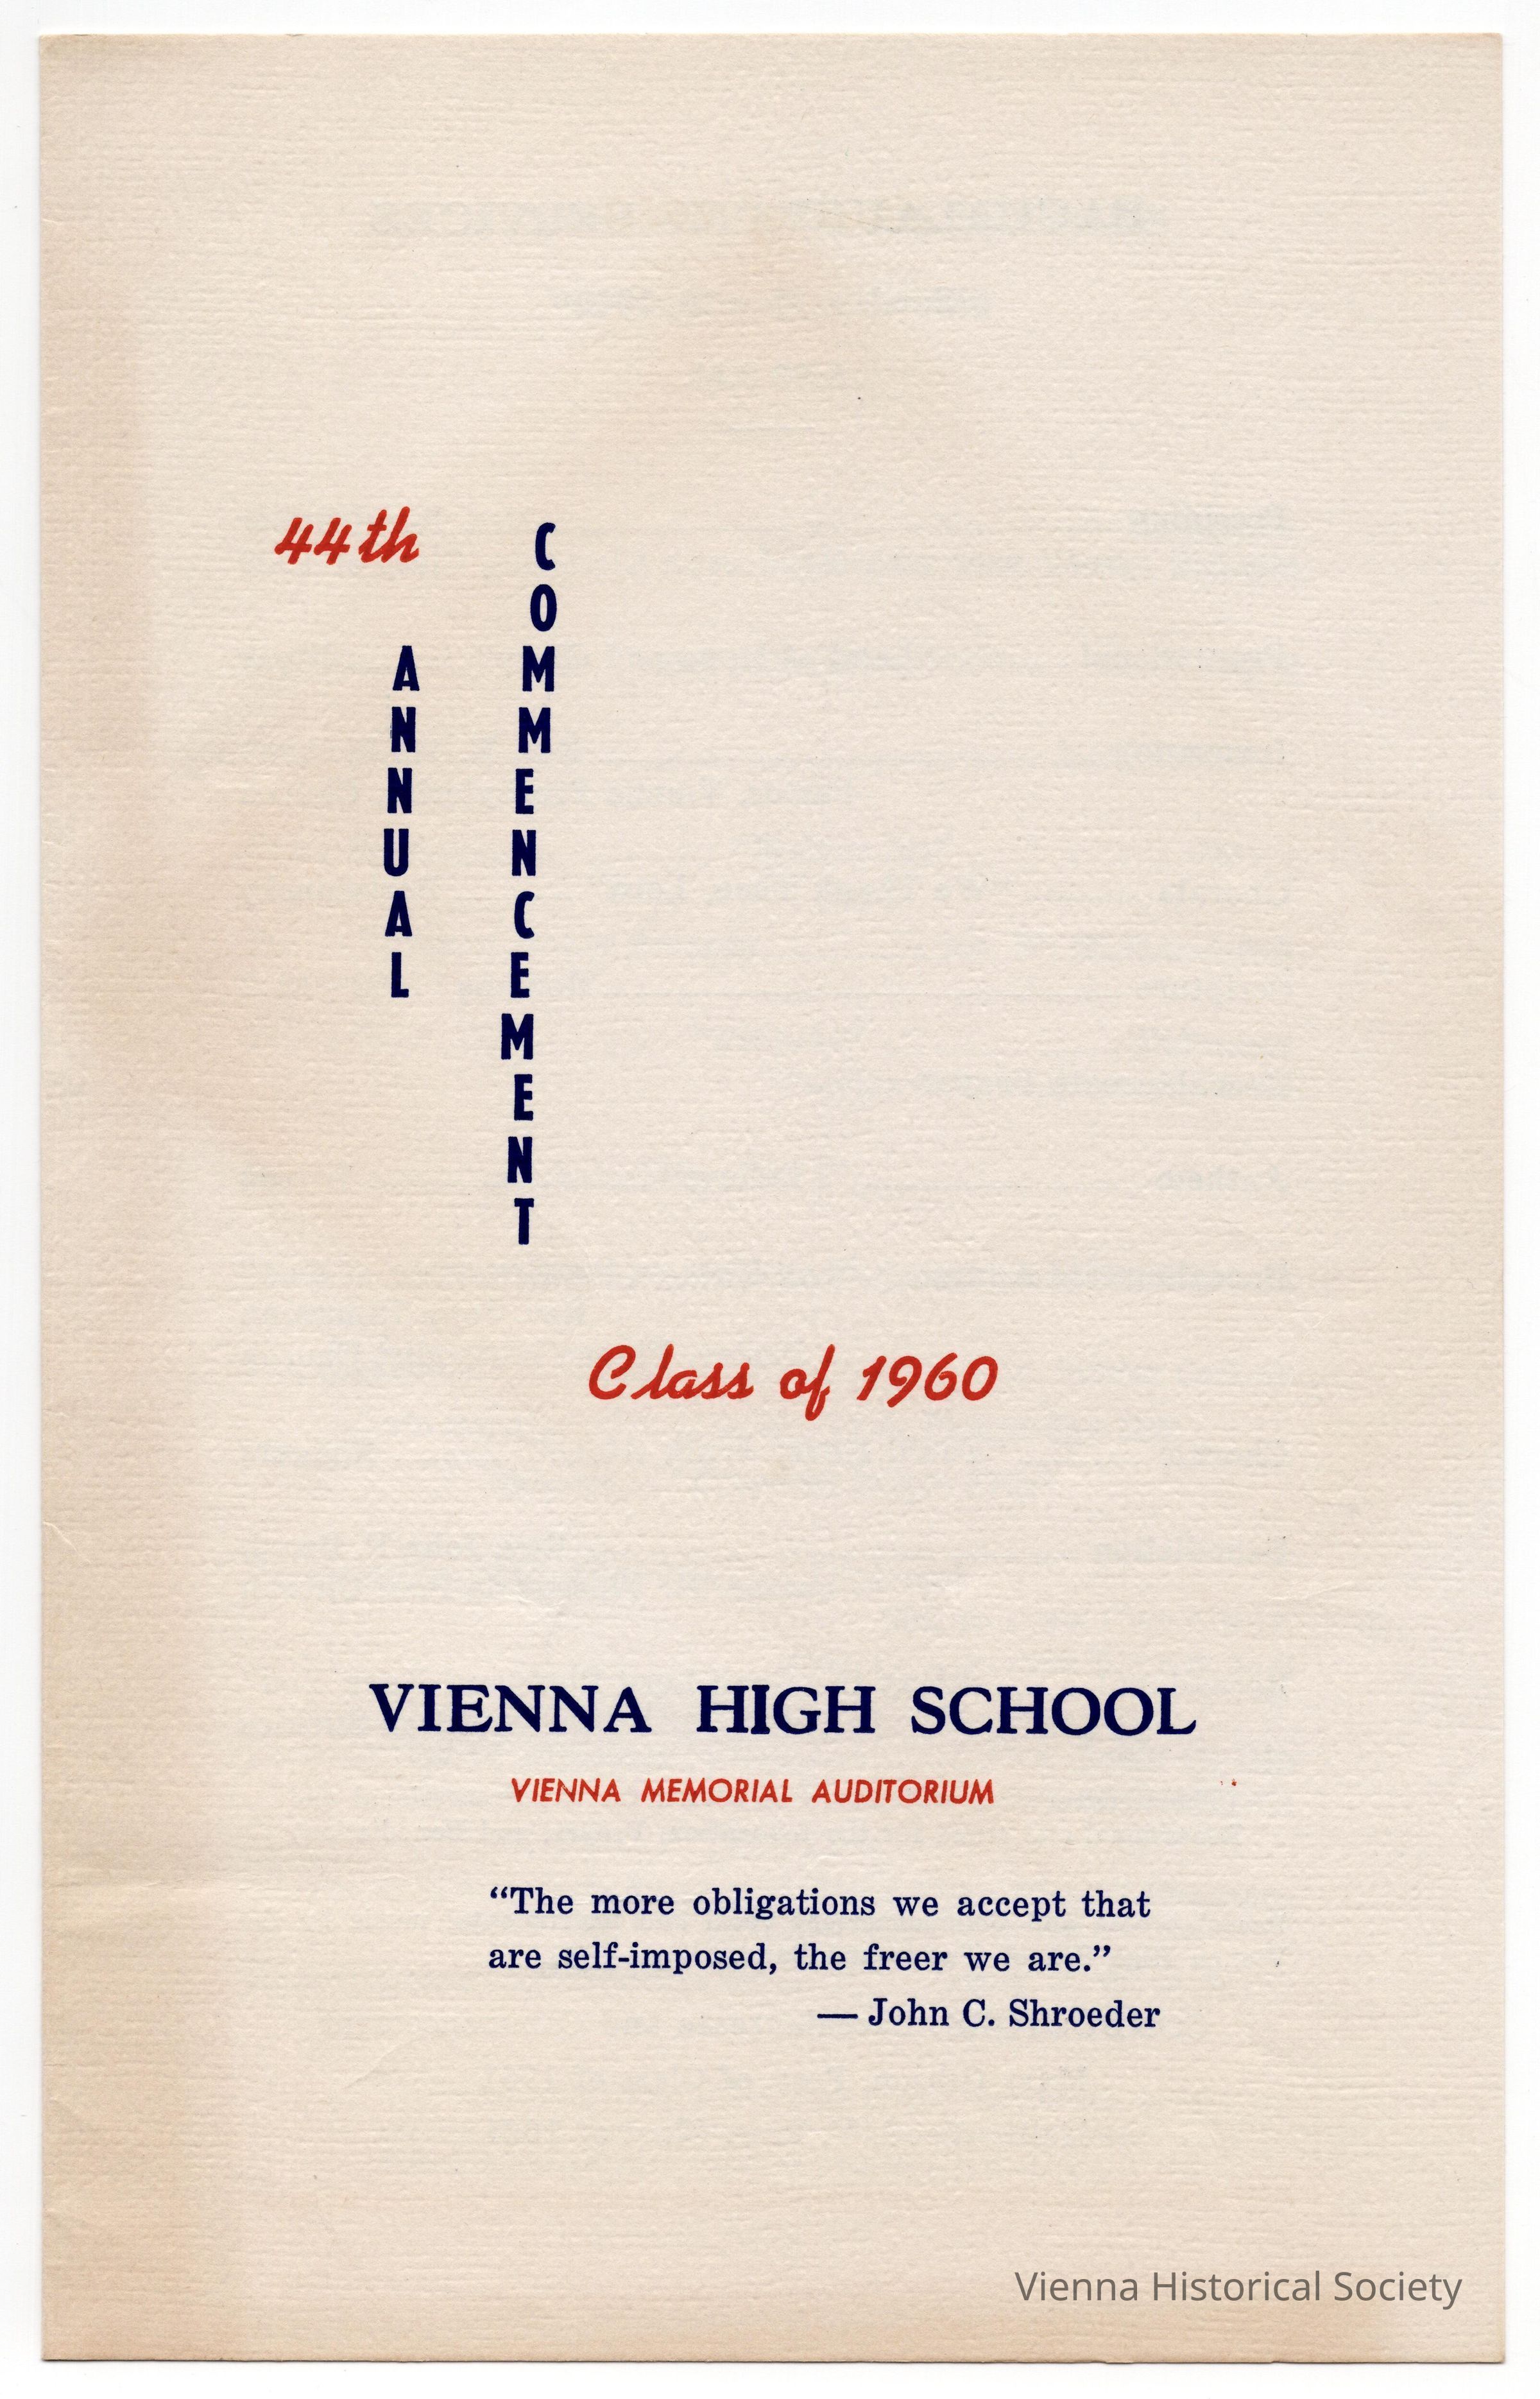 44th
ANNUAL
COMMENCEMENT
Class of 1960
VIENNA HIGH SCHOOL
VIENNA MEMORIAL AUDITORIUM
“The more obligations we accept that
are self-imposed, the freer we are.”
— John C. Shroeder
Vienna Historical Society